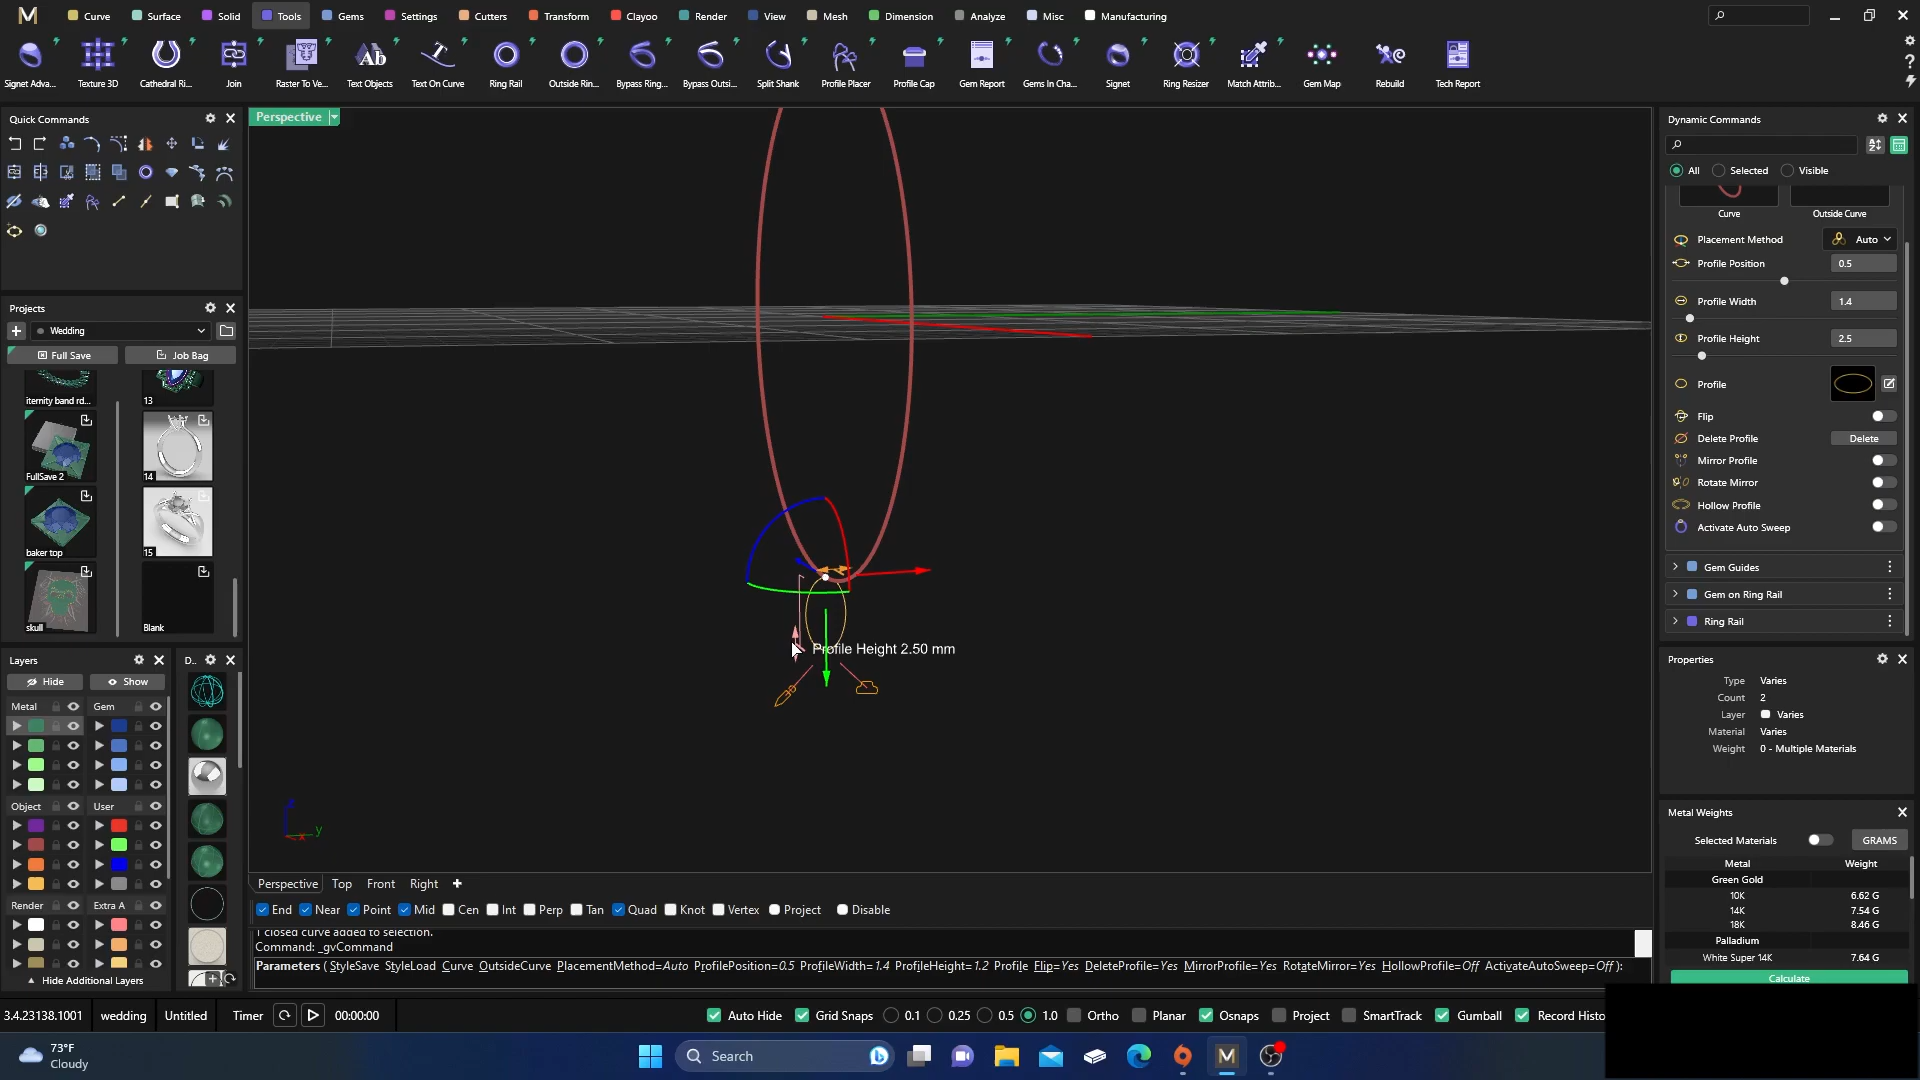 Curve Surface Solid Tools Gems Settings Cutters Transform Clayoo Render View Mesh Dimension Analyze Misc Manufacturing
Signet Adva... Texture 3D Cathedral Ri... Join Raster To Ve... Text Objects Text On Curve Ring Rail Outside Rin... Bypass Ring... Bypass Outsi... Split Shank Profile Placer Profile Cap Gem Report Gems In Cha... Signet Ring Resizer Match Attrib... Gem Map Rebuild Tech Report
Quick Commands
Projects
Wedding
Full Save Job Bag
iternity band rd... 13
FullSave 2 14
baker top 15
skull Blank
Layers
Hide Show
Metal Gem
Object User
Render Extra A
Hide Additional Layers
D..
Perspective
Profile Height 2.50 mm
y
x
Perspective Top Front Right
End Near Point Mid Cen Int Perp Tan Quad Knot Vertex Project Disable
1 closed curve added to selection.
Command: _gvCommand
Parameters ( StyleSave StyleLoad Curve OutsideCurve PlacementMethod=Auto ProfilePosition=0.5 ProfileWidth=1.4 ProfileHeight=1.2 Profile Flip=Yes DeleteProfile=Yes MirrorProfile=Yes RotateMirror=Yes HollowProfile=Off ActivateAutoSweep=Off ):
Dynamic Commands
All Selected Visible
Curve Outside Curve
Placement Method Auto
Profile Position 0.5
Profile Width 1.4
Profile Height 2.5
Profile
Flip
Delete Profile Delete
Mirror Profile
Rotate Mirror
Hollow Profile
Activate Auto Sweep
Gem Guides
Gem on Ring Rail
Ring Rail
Properties
Type Varies
Count 2
Layer Varies
Material Varies
Weight 0 - Multiple Materials
Metal Weights
Selected Materials GRAMS
Metal Weight
Green Gold
10K 6.62 G
14K 7.54 G
18K 8.46 G
Palladium
White Super 14K 7.64 G
Calculate
3.4.23138.1001 wedding Untitled Timer 00:00:00 Auto Hide Grid Snaps 0.1 0.25 0.5 1.0 Ortho Planar Osnaps Project SmartTrack Gumball Record Histo
73°F
Cloudy
Search